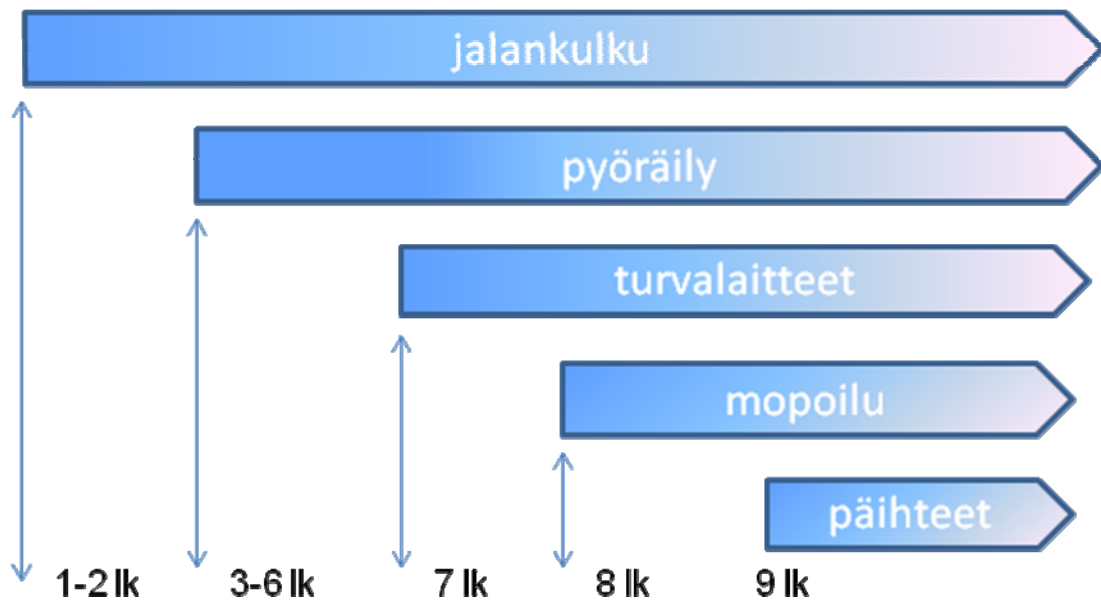 jalankulku
pyöräily
turvalaitteet
mopoilu
päihteet
1-2 lk 3-6 lk 7 lk 8 lk 9 lk